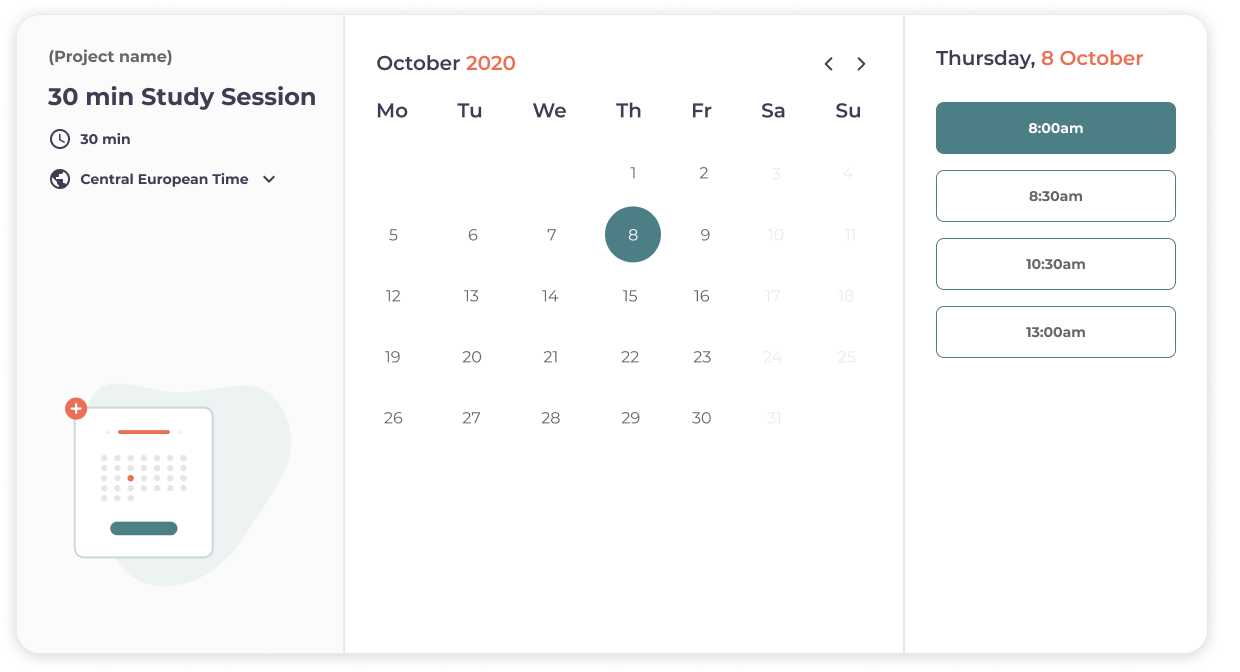 (Project name)
30 min Study Session
30 min
Central European Time
October 2020
Mo Tu We Th Fr Sa Su
1 2 3 4
5 6 7 8 9 10 11
12 13 14 15 16 17 18
19 20 21 22 23 24 25
26 27 28 29 30 31
Thursday, 8 October
8:00am
8:30am
10:30am
13:00am